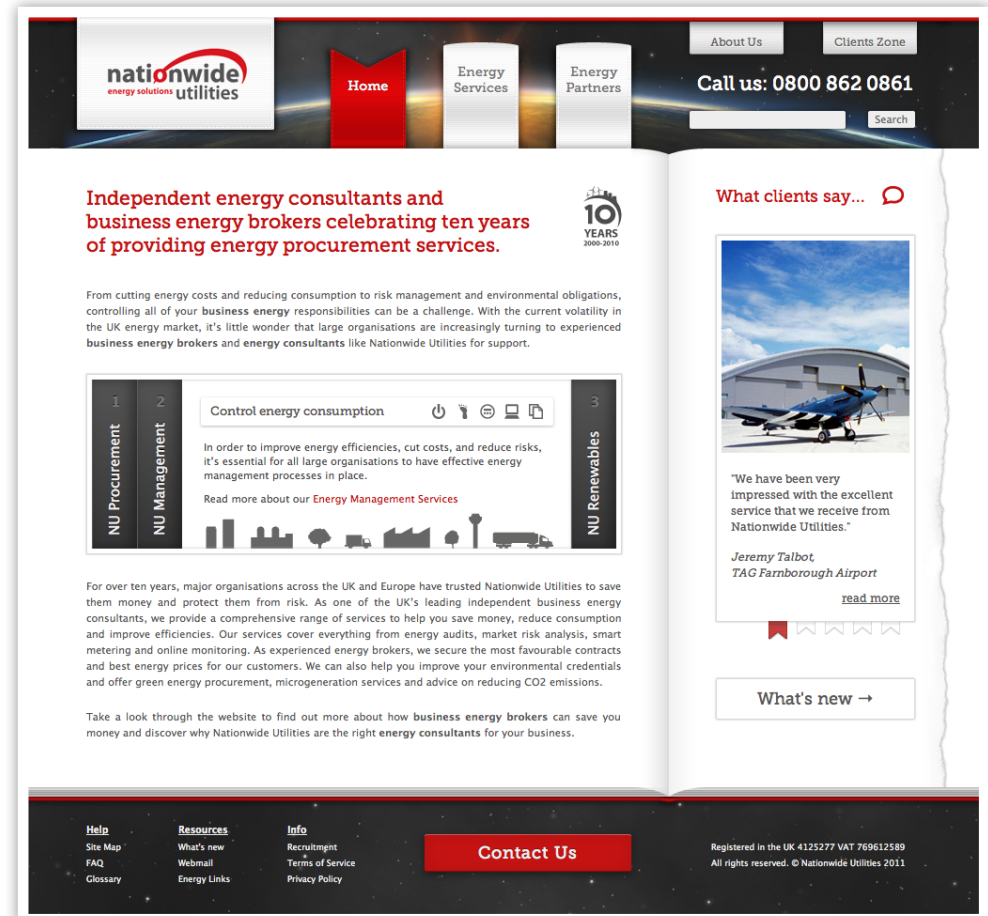 nationwide
energy solutions utilities
Home
Energy
Services
Energy
Partners
About Us
Clients Zone
Call us: 0800 862 0861
Search
Independent energy consultants and
business energy brokers celebrating ten years
of providing energy procurement services.
10
YEARS
2000-2010
From cutting energy costs and reducing consumption to risk management and environmental obligations,
controlling all of your business energy responsibilities can be a challenge. With the current volatility in
the UK energy market, it's little wonder that large organisations are increasingly turning to experienced
business energy brokers and energy consultants like Nationwide Utilities for support.
1
NU Procurement
2
NU Management
Control energy consumption
In order to improve energy efficiencies, cut costs, and reduce risks,
it's essential for all large organisations to have effective energy
management processes in place.
Read more about our Energy Management Services
3
NU Renewables
For over ten years, major organisations across the UK and Europe have trusted Nationwide Utilities to save
them money and protect them from risk. As one of the UK's leading independent business energy
consultants, we provide a comprehensive range of services to help you save money, reduce consumption
and improve efficiencies. Our services cover everything from energy audits, market risk analysis, smart
metering and online monitoring. As experienced energy brokers, we secure the most favourable contracts
and best energy prices for our customers. We can also help you improve your environmental credentials
and offer green energy procurement, microgeneration services and advice on reducing CO2 emissions.
Take a look through the website to find out more about how business energy brokers can save you
money and discover why Nationwide Utilities are the right energy consultants for your business.
What clients say...
"We have been very
impressed with the excellent
service that we receive from
Nationwide Utilities."
Jeremy Talbot,
TAG Farnborough Airport
read more
What's new →
Help
Site Map
FAQ
Glossary
Resources
What's new
Webmail
Energy Links
Info
Recruitment
Terms of Service
Privacy Policy
Contact Us
Registered in the UK 4125277 VAT 769612589
All rights reserved. © Nationwide Utilities 2011